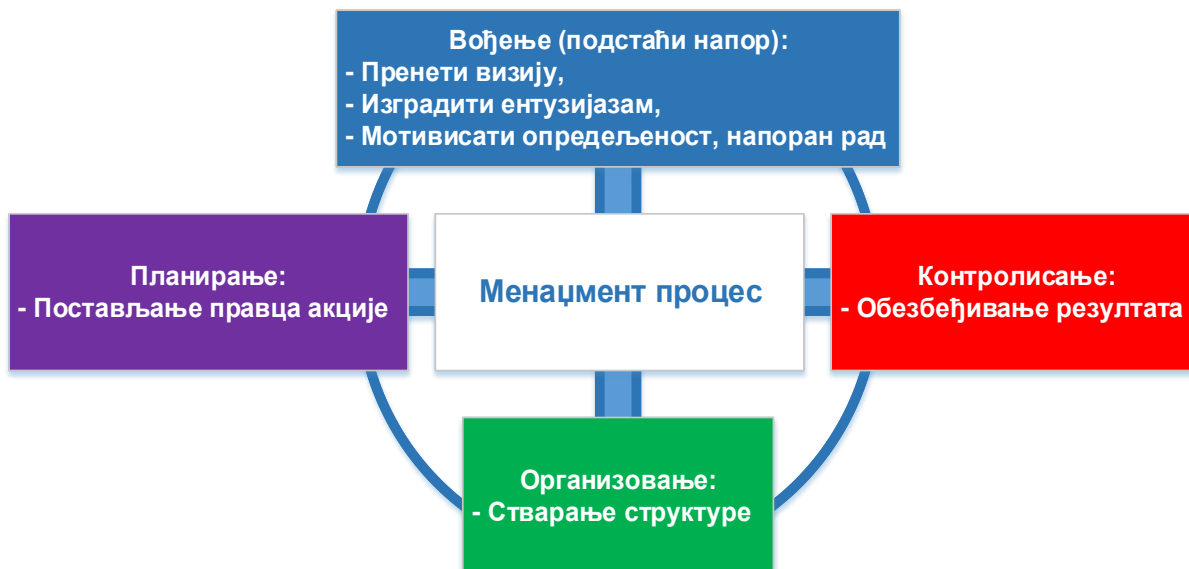 Вођење (подстаћи напор):
- Пренети визију,
- Изградити ентузијазам,
- Мотивисати опредељеност, напоран рад
Планирање:
- Постављање правца акције
Менаџмент процес
Контролисање:
- Обезбеђивање резултата
Организовање:
- Стварање структуре